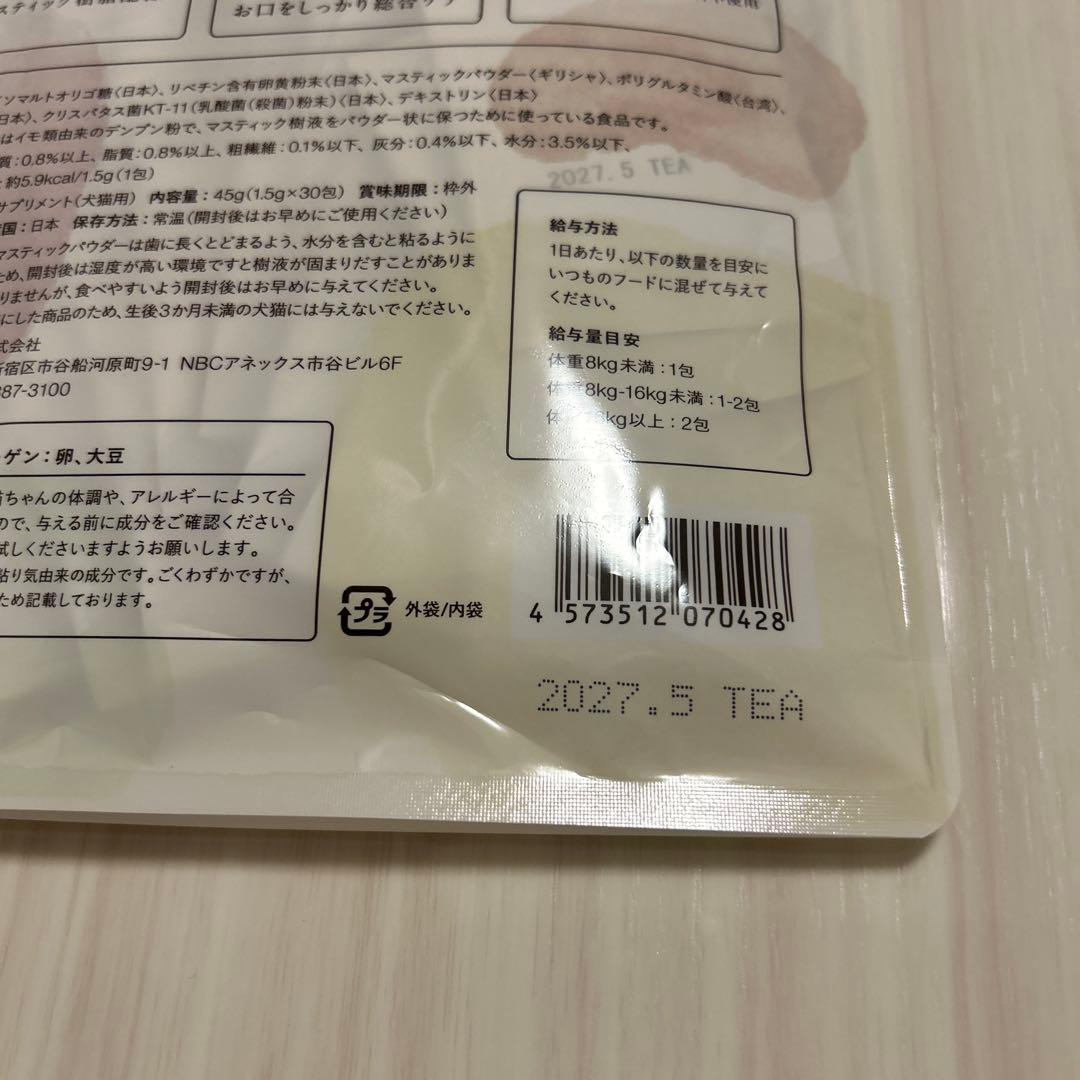 お口をしっかり総合ケア
ソマルトオリゴ糖〈日本〉、リベチン含有卵黄粉末〈日本〉、マスティックパウダー〈ギリシャ〉、ポリグルタミン酸〈台湾〉、
日本〉、クリスパタス菌KT-11(乳酸菌(殺菌)粉末)〈日本〉、デキストリン〈日本〉
はイモ類由来のデンプン粉で、マスティック樹液をパウダー状に保つために使っている食品です。
質:0.8%以上、脂質:0.8%以上、粗繊維:0.1%以下、灰分:0.4%以下、水分:3.5%以下、
約5.9kcal/1.5g(1包)
サプリメント(犬猫用) 内容量:45g(1.5g×30包) 賞味期限:枠外
国:日本 保存方法:常温(開封後はお早めにご使用ください)
マスティックパウダーは歯に長くとどまるよう、水分を含むと粘るように
ため、開封後は湿度が高い環境ですと樹液が固まりだすことがありま
りませんが、食べやすいよう開封後はお早めに与えてください。
にした商品のため、生後3か月未満の犬猫には与えないでください。
式会社
新宿区市谷船河原町9-1 NBCアネックス市谷ビル6F
387-3100
2027.5 TEA
給与方法
1日あたり、以下の数量を目安に
いつものフードに混ぜて与えて
ください。
給与量目安
体重8kg未満:1包
体重8kg-16kg未満:1-2包
kg以上:2包
ゲン:卵、大豆
猫ちゃんの体調や、アレルギーによって合
ので、与える前に成分をご確認ください。
試しくださいますようお願いします。
粘り気由来の成分です。ごくわずかですが、
ため記載しております。
プラ 外袋/内袋
4 573512 070428
2027.5 TEA